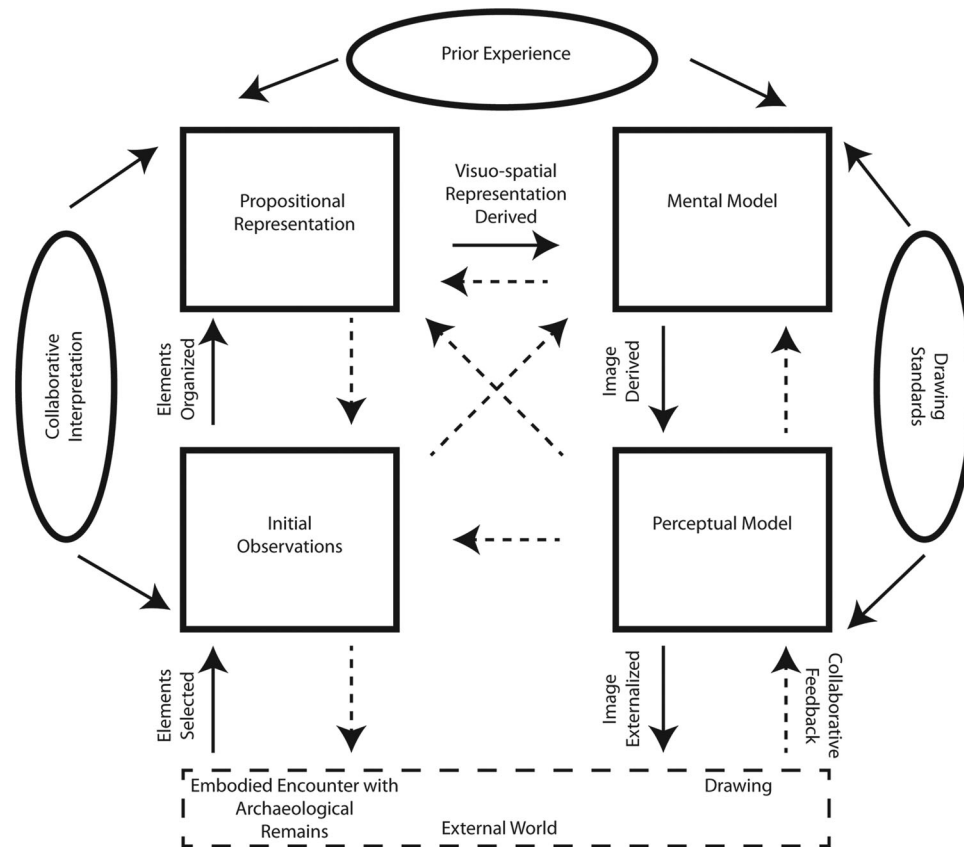 Prior Experience
Propositional
Representation
Visuo-spatial
Representation
Derived
Mental Model
Collaborative
Interpretation
Elements
Organized
Image
Derived
Drawing
Standards
Initial
Observations
Perceptual Model
Elements
Selected
Image
Externalized
Collaborative
Feedback
Embodied Encounter with
Archaeological
Remains
Drawing
External World